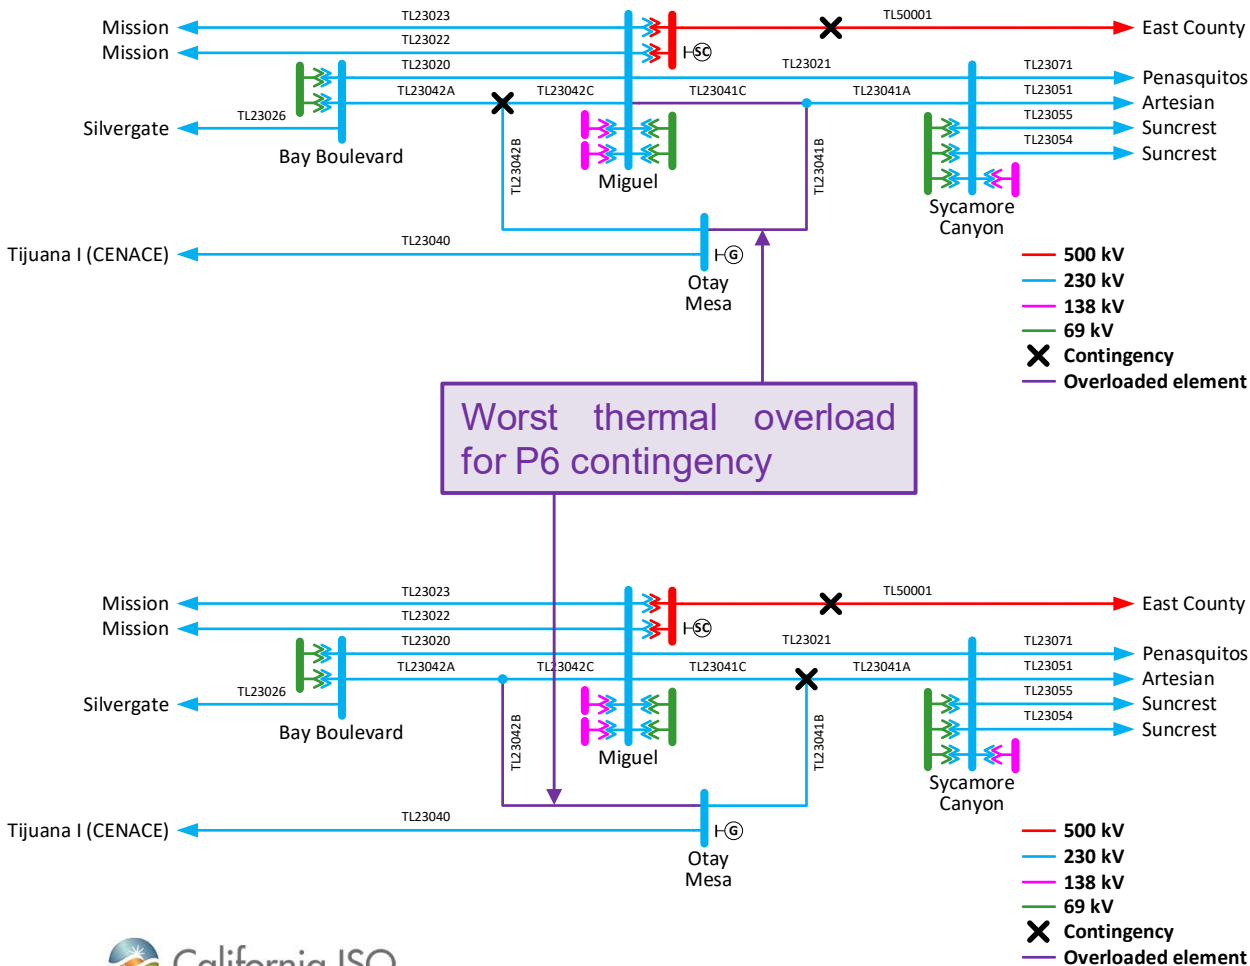 TL23023
TL50001
Mission
East County
TL23022
Mission
SC
TL23020
TL23021
TL23071
Penasquitos
TL23042A
TL23042C
TL23041C
TL23041A
TL23051
Artesian
TL23026
TL23055
Silvergate
Suncrest
TL23054
Suncrest
Bay Boulevard
TL23042B
Miguel
TL23041B
Sycamore
Canyon
TL23040
Tijuana I (CENACE)
G
Otay
Mesa
500 kV
230 kV
138 kV
69 kV
Contingency
Overloaded element
Worst thermal overload
for P6 contingency
TL23023
TL50001
Mission
East County
TL23022
Mission
SC
TL23020
TL23021
TL23071
Penasquitos
TL23042A
TL23042C
TL23041C
TL23041A
TL23051
Artesian
TL23026
TL23055
Silvergate
Suncrest
TL23054
Suncrest
Bay Boulevard
TL23042B
Miguel
TL23041B
Sycamore
Canyon
TL23040
Tijuana I (CENACE)
G
Otay
Mesa
500 kV
230 kV
138 kV
69 kV
Contingency
Overloaded element
California ISO